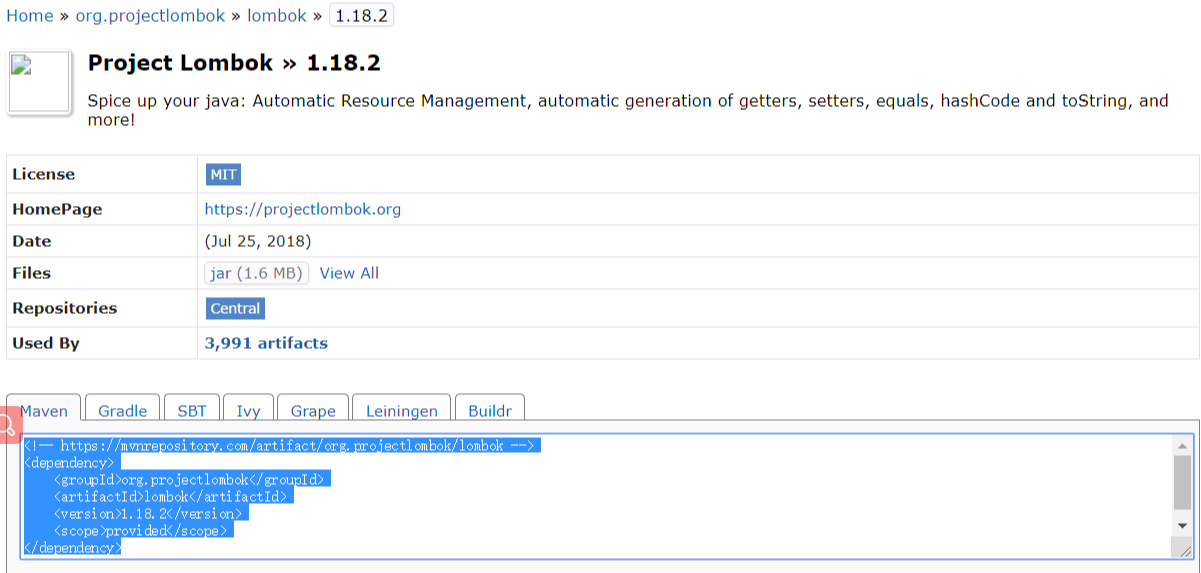 Home » org.projectlombok » lombok » 1.18.2
Project Lombok » 1.18.2
Spice up your java: Automatic Resource Management, automatic generation of getters, setters, equals, hashCode and toString, and
more!
License MIT
HomePage https://projectlombok.org
Date (Jul 25, 2018)
Files jar (1.6 MB) View All
Repositories Central
Used By 3,991 artifacts
Maven Gradle SBT Ivy Grape Leiningen Buildr
<!-- https://mvnrepository.com/artifact/org.projectlombok/lombok -->
<dependency>
    <groupId>org.projectlombok</groupId>
    <artifactId>lombok</artifactId>
    <version>1.18.2</version>
    <scope>provided</scope>
</dependency>